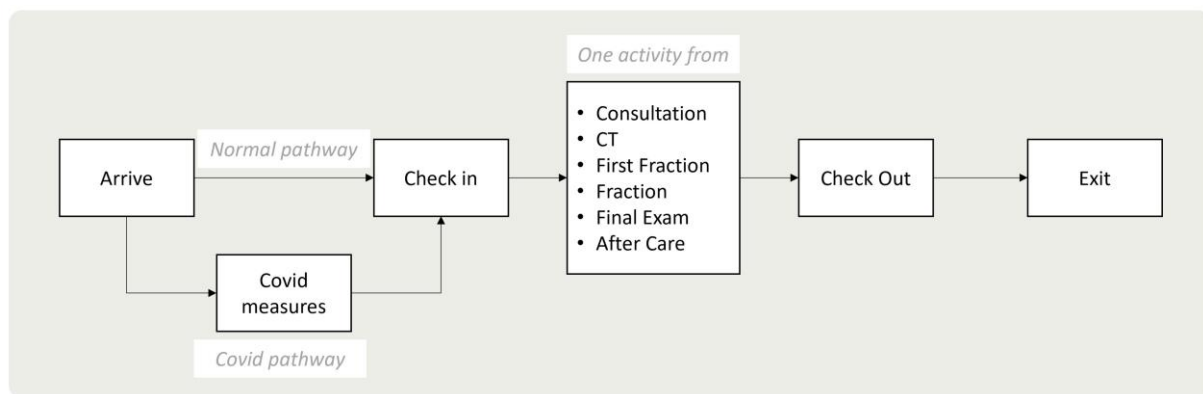 One activity from
• Consultation
• CT
• First Fraction
• Fraction
• Final Exam
• After Care
Normal pathway
Arrive
Check in
Check Out
Exit
Covid
measures
Covid pathway